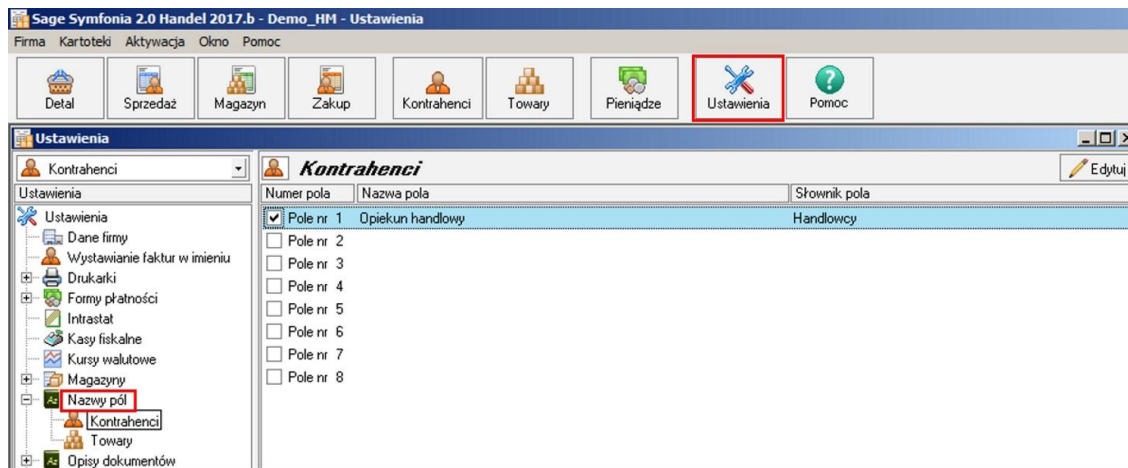 Sage Symfonia 2.0 Handel 2017.b - Demo_HM - Ustawienia
Firma Kartoteki Aktywacja Okno Pomoc
Detal Sprzedaż Magazyn Zakup Kontrahenci Towary Pieniądze Ustawienia Pomoc
Ustawienia
Kontrahenci
Kontrahenci Edytuj
Ustawienia
Numer pola Nazwa pola Słownik pola
Ustawienia
Pole nr 1 Opiekun handlowy Handlowcy
Dane firmy
Pole nr 2
Wystawianie faktur w imieniu
Pole nr 3
Drukarki
Pole nr 4
Formy płatności
Pole nr 5
Intrastat
Pole nr 6
Kasy fiskalne
Pole nr 7
Kursy walutowe
Pole nr 8
Magazyny
Nazwy pól
Kontrahenci
Towary
Opisy dokumentów